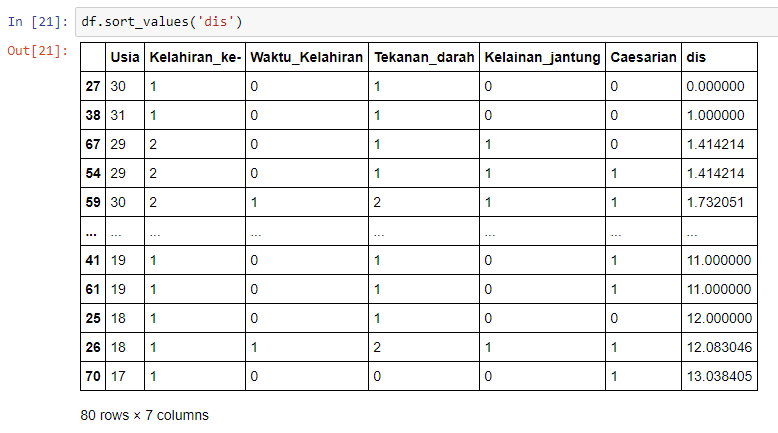 In [21]: df.sort_values('dis')
Out[21]:
Usia Kelahiran_ke- Waktu_Kelahiran Tekanan_darah Kelainan_jantung Caesarian dis
27 30 1 0 1 0 0 0.000000
38 31 1 0 1 0 0 1.000000
67 29 2 0 1 1 0 1.414214
54 29 2 0 1 1 1 1.414214
59 30 2 1 2 1 1 1.732051
... ... ... ... ... ... ... ...
41 19 1 0 1 0 1 11.000000
61 19 1 0 1 0 1 11.000000
25 18 1 0 1 0 0 12.000000
26 18 1 1 2 1 1 12.083046
70 17 1 0 0 0 1 13.038405
80 rows × 7 columns